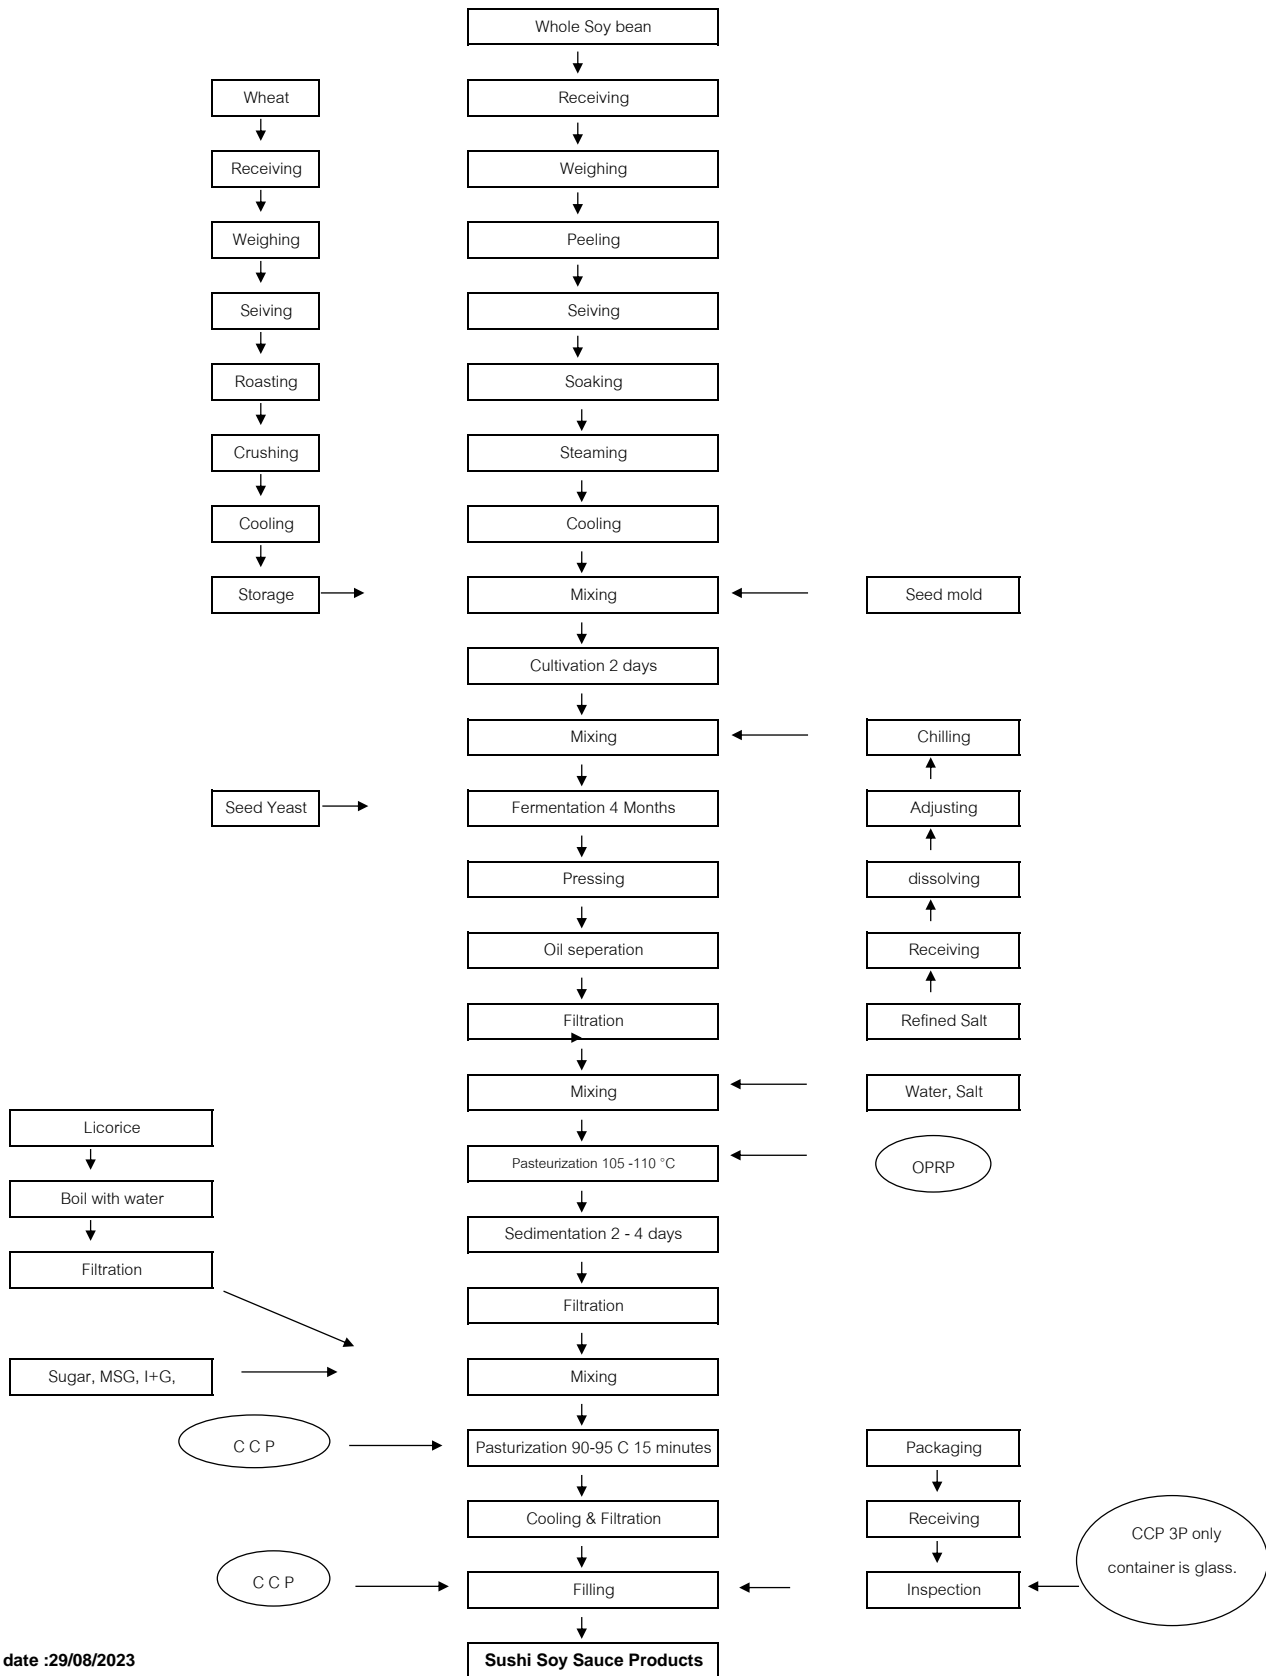 Whole Soy bean
Wheat
Receiving
Receiving
Weighing
Weighing
Peeling
Seiving
Seiving
Roasting
Soaking
Crushing
Steaming
Cooling
Cooling
Storage
Mixing
Seed mold
Cultivation 2 days
Mixing
Chilling
Seed Yeast
Fermentation 4 Months
Adjusting
Pressing
dissolving
Oil seperation
Receiving
Filtration
Refined Salt
Mixing
Water, Salt
Licorice
Pasteurization 105 -110 °C
OPRP
Boil with water
Sedimentation 2 - 4 days
Filtration
Filtration
Sugar, MSG, I+G,
Mixing
C C P
Pasturization 90-95 C 15 minutes
Packaging
Cooling & Filtration
Receiving
CCP 3P only
container is glass.
C C P
Filling
Inspection
date :29/08/2023
Sushi Soy Sauce Products